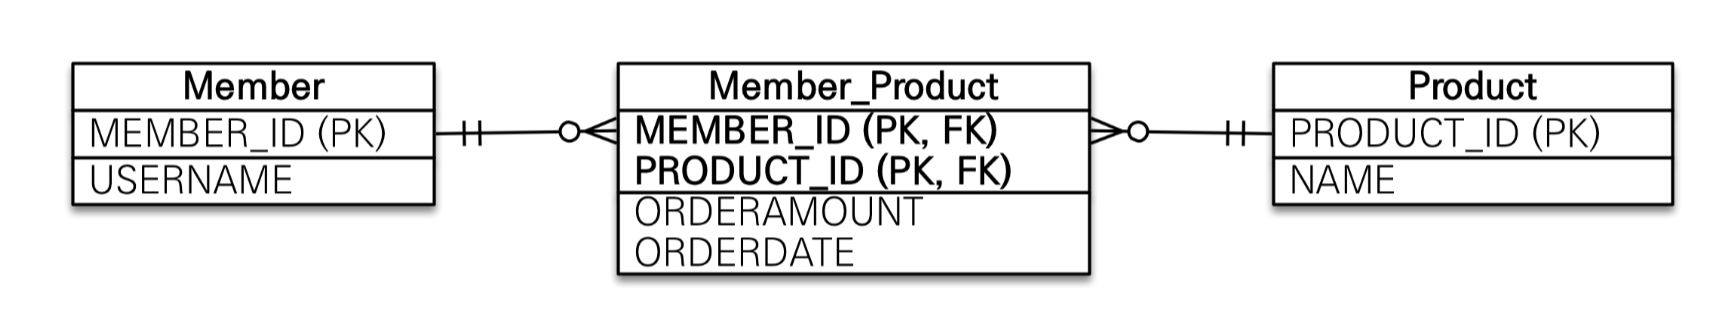 Member
MEMBER_ID (PK)
USERNAME
Member_Product
MEMBER_ID (PK, FK)
PRODUCT_ID (PK, FK)
ORDERAMOUNT
ORDERDATE
Product
PRODUCT_ID (PK)
NAME